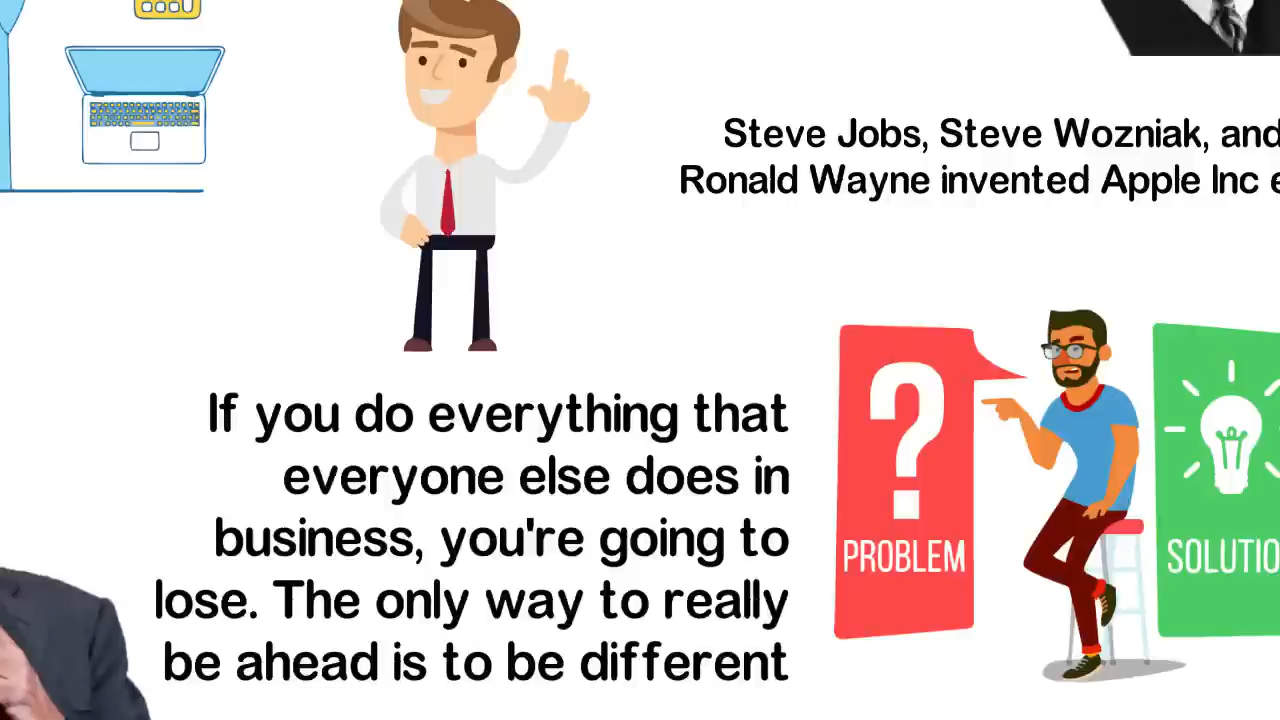 Steve Jobs, Steve Wozniak, and
Ronald Wayne invented Apple Inc
If you do everything that
everyone else does in
business, you're going to
lose. The only way to really
be ahead is to be different
PROBLEM